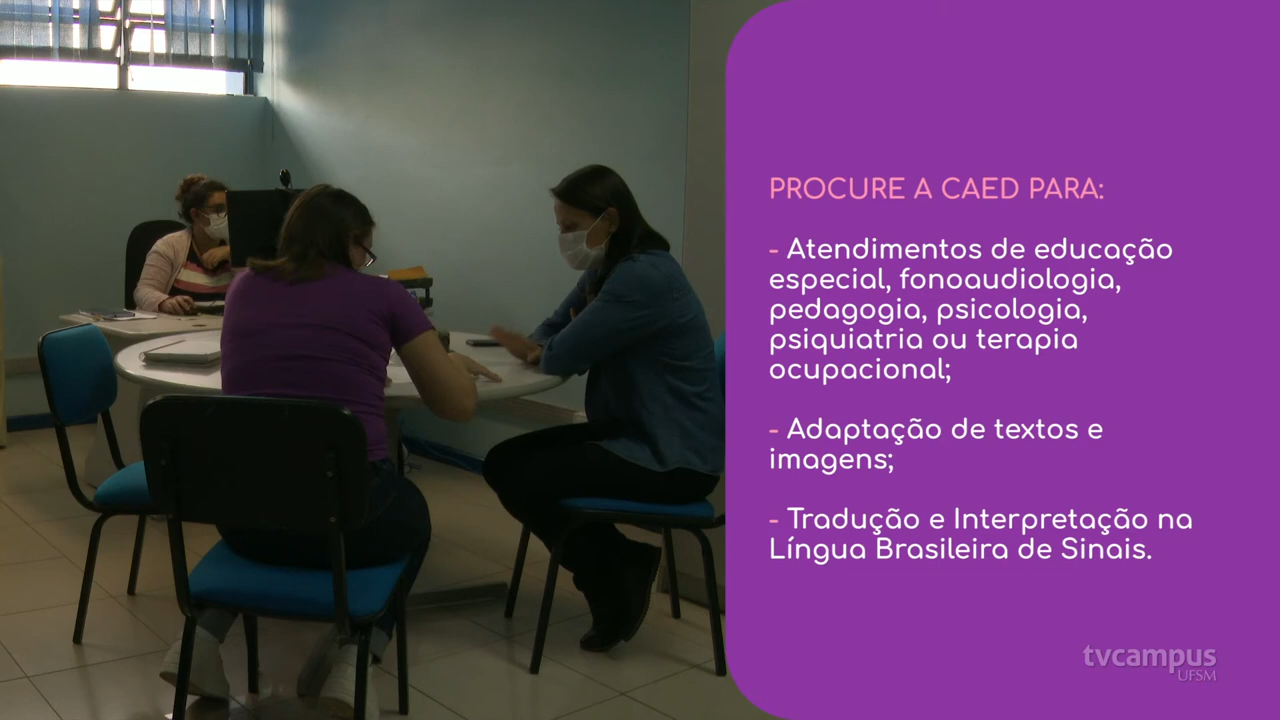 PROCURE A CAED PARA:
- Atendimentos de educação
especial, fonoaudiologia,
pedagogia, psicologia,
psiquiatria ou terapia
ocupacional;
- Adaptação de textos e
imagens;
- Tradução e Interpretação na
Língua Brasileira de Sinais.
tvcampus
UFSM